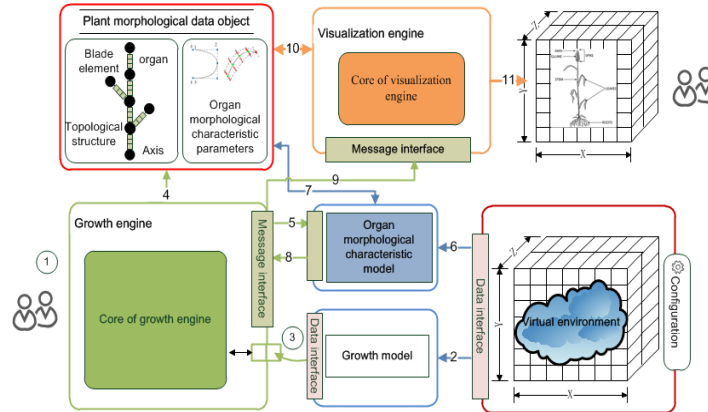 Plant morphological data object
Blade
element
organ
Topological
structure
Axis
Organ
morphological
characteristic
parameters
10
Visualization engine
Core of visualization
engine
Message interface
11
Z
Y
X
4
9
7
Growth engine
1
Core of growth engine
Message interface
5
8
Organ
morphological
characteristic
model
6
3
Data interface
Growth model
2
Data interface
Z
Y
X
Virtual environment
Configuration